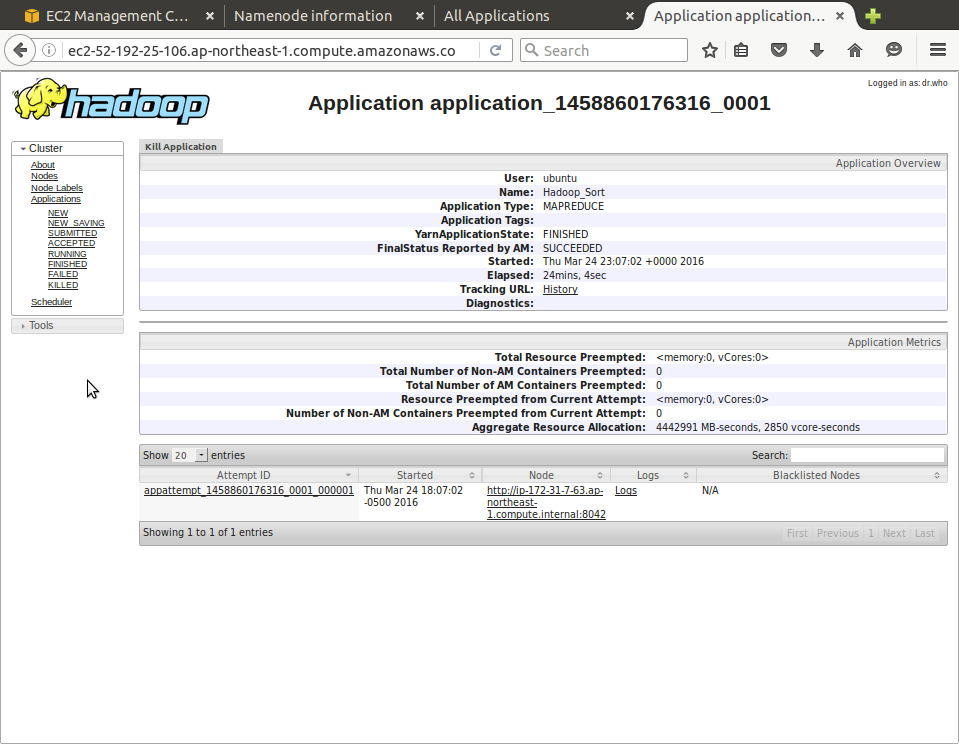 EC2 Management C...
Namenode information
All Applications
Application application...
ec2-52-192-25-106.ap-northeast-1.compute.amazonaws.co
Search
Logged in as: dr.who
hadoop
Application application_1458860176316_0001
Cluster
About
Nodes
Node Labels
Applications
NEW
NEW_SAVING
SUBMITTED
ACCEPTED
RUNNING
FINISHED
FAILED
KILLED
Scheduler
Tools
Kill Application
Application Overview
User: ubuntu
Name: Hadoop_Sort
Application Type: MAPREDUCE
Application Tags:
YarnApplicationState: FINISHED
FinalStatus Reported by AM: SUCCEEDED
Started: Thu Mar 24 23:07:02 +0000 2016
Elapsed: 24mins, 4sec
Tracking URL: History
Diagnostics:
Application Metrics
Total Resource Preempted: <memory:0, vCores:0>
Total Number of Non-AM Containers Preempted: 0
Total Number of AM Containers Preempted: 0
Resource Preempted from Current Attempt: <memory:0, vCores:0>
Number of Non-AM Containers Preempted from Current Attempt: 0
Aggregate Resource Allocation: 4442991 MB-seconds, 2850 vcore-seconds
Show 20 entries Search:
Attempt ID Started Node Logs Blacklisted Nodes
appattempt_1458860176316_0001_000001 Thu Mar 24 18:07:02 http://ip-172-31-7-63.ap- Logs N/A
-0500 2016 northeast-
1.compute.internal:8042
Showing 1 to 1 of 1 entries First Previous 1 Next Last